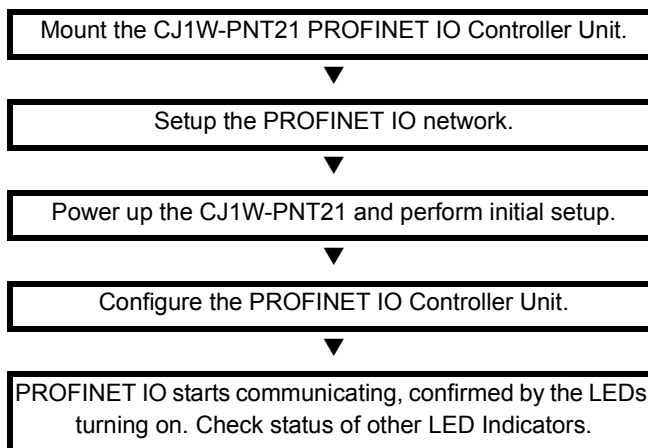 Mount the CJ1W-PNT21 PROFINET IO Controller Unit.
Setup the PROFINET IO network.
Power up the CJ1W-PNT21 and perform initial setup.
Configure the PROFINET IO Controller Unit.
PROFINET IO starts communicating, confirmed by the LEDs
turning on. Check status of other LED Indicators.